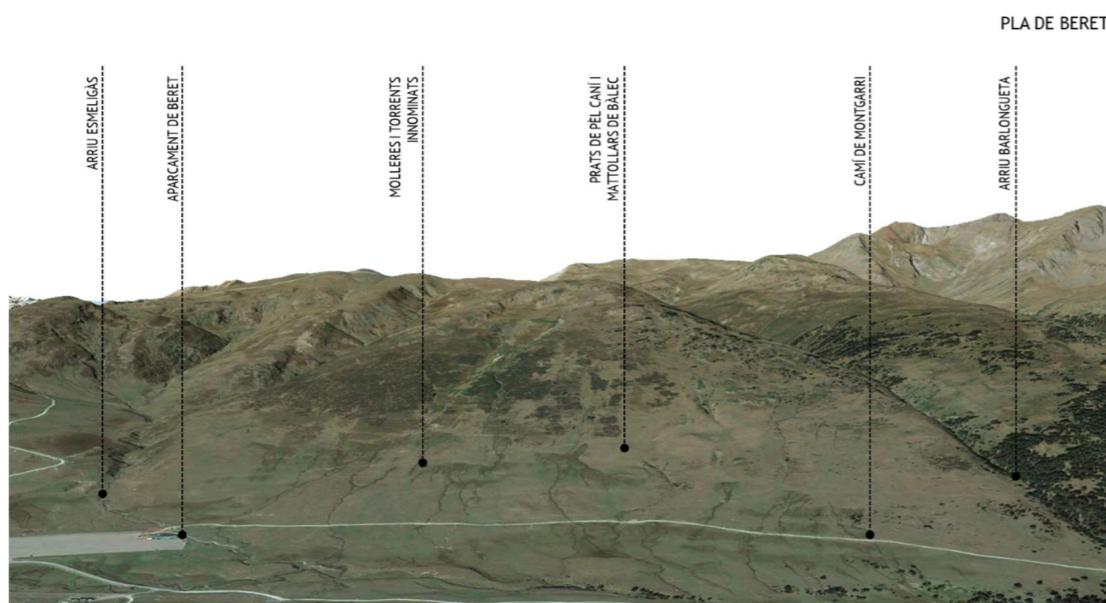 PLA DE BERET
ARRIU ESMELIGÀS
APARCAMENT DE BERET
MOLLERES I TORRENTS
INNOMINATS
PRATS DE PÈL CANÍ I
MATTOLLARS DE BÀLEC
CAMÍ DE MONTGARRI
ARRIU BARLONGUETA